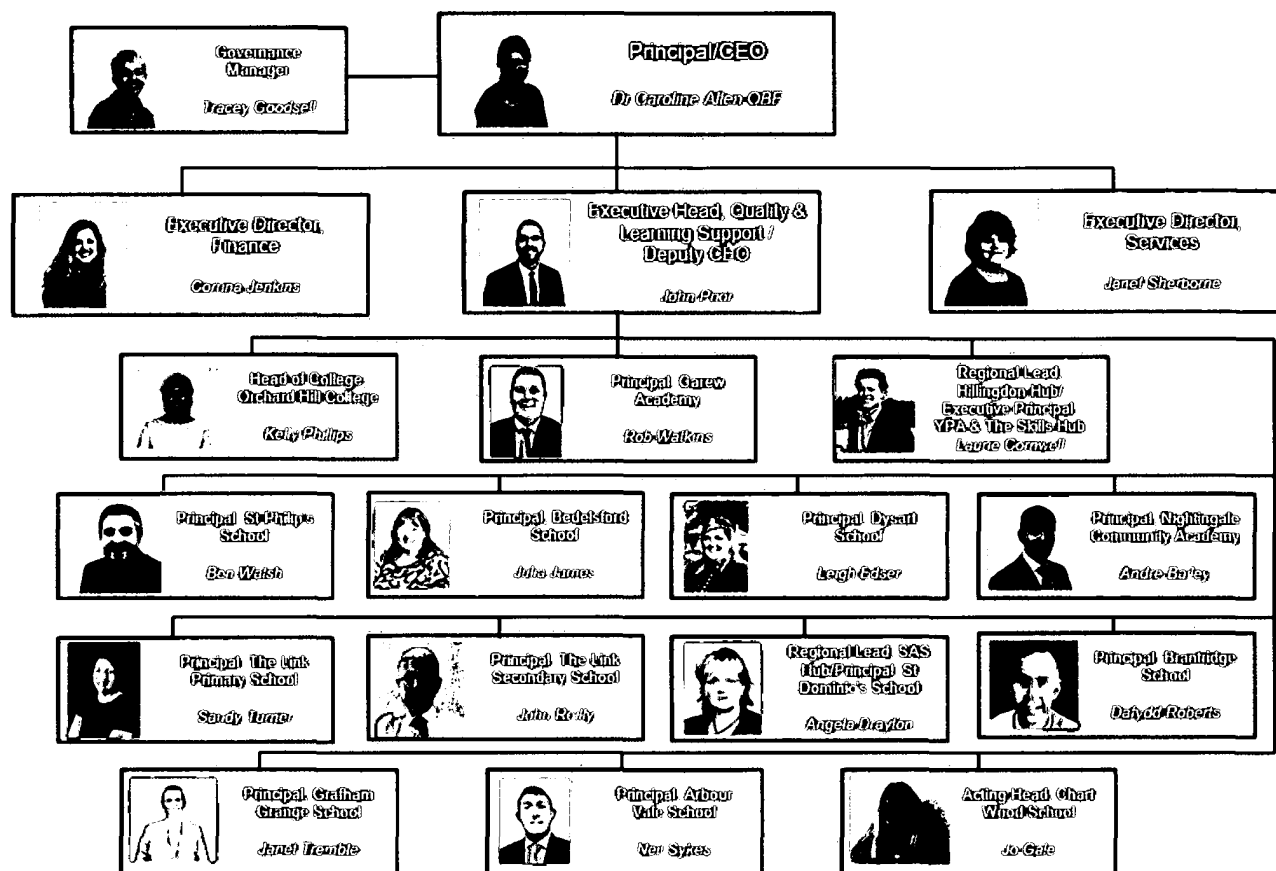 Governance
Manager
Tracey Goodsell
Principal/CEO
Dr Caroline Allen OBE
Executive Director,
Finance
Corinna Jenkins
Executive Head, Quality &
Learning Support /
Deputy CEO
John Prior
Executive Director,
Services
Janet Sherborne
Head of College
Orchard Hill College
Kelly Phillips
Principal Carew
Academy
Rob Watkins
Regional Lead
Hillingdon Hub/
Executive Principal
YPA & The Skills Hub
Laurie Cornwell
Principal St Philip's
School
Ben Walsh
Principal Bedelsford
School
Julia James
Principal Dysart
School
Leigh Edser
Principal Nightingale
Community Academy
Andre Bailey
Principal The Link
Primary School
Sandy Turner
Principal The Link
Secondary School
John Reilly
Regional Lead SAS
Hub/Principal St
Dominic's School
Angela Drayton
Principal Brantridge
School
Dafydd Roberts
Principal, Grafham
Grange School
Janet Tremble
Principal Arbour
Vale School
Sykes
Acting Head Chart
Wood School
Jo Gale